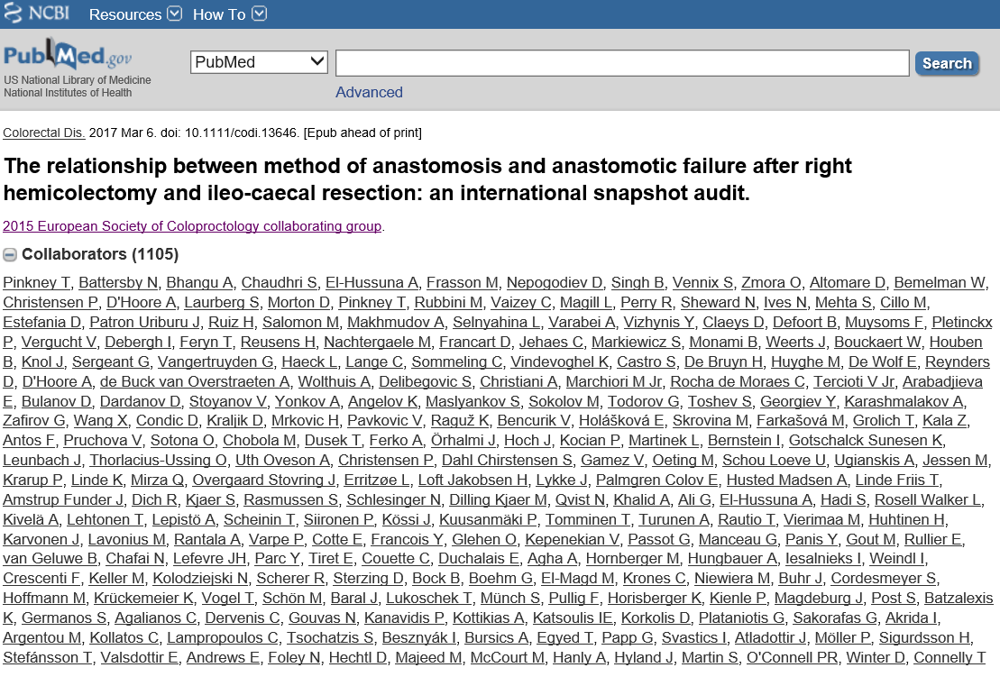 NCBI Resources How To
PubMed.gov
US National Library of Medicine
National Institutes of Health
PubMed
Search
Advanced
Colorectal Dis. 2017 Mar 6. doi: 10.1111/codi.13646. [Epub ahead of print]
The relationship between method of anastomosis and anastomotic failure after right
hemicolectomy and ileo-caecal resection: an international snapshot audit.
2015 European Society of Coloproctology collaborating group.
Collaborators (1105)
Pinkney T, Battersby N, Bhangu A, Chaudhri S, El-Hussuna A, Frasson M, Nepogodiev D, Singh B, Vennix S, Zmora O, Altomare D, Bemelman W,
Christensen P, D'Hoore A, Laurberg S, Morton D, Pinkney T, Rubbini M, Vaizey C, Magill L, Perry R, Sheward N, Ives N, Mehta S, Cillo M,
Estefania D, Patron Uriburu J, Ruiz H, Salomon M, Makhmudov A, Selnyahina L, Varabei A, Vizhynis Y, Claeys D, Defoort B, Muysoms F, Pletinckx
P, Vergucht V, Debergh I, Feryn T, Reusens H, Nachtergaele M, Francart D, Jehaes C, Markiewicz S, Monami B, Weerts J, Bouckaert W, Houben
B, Knol J, Sergeant G, Vangertruyden G, Haeck L, Lange C, Sommeling C, Vindevoghel K, Castro S, De Bruyn H, Huyghe M, De Wolf E, Reynders
D, D'Hoore A, de Buck van Overstraeten A, Wolthuis A, Delibegovic S, Christiani A, Marchiori M Jr, Rocha de Moraes C, Tercioti V Jr, Arabadjieva
E, Bulanov D, Dardanov D, Stoyanov V, Yonkov A, Angelov K, Maslyankov S, Sokolov M, Todorov G, Toshev S, Georgiev Y, Karashmalakov A,
Zafirov G, Wang X, Condic D, Kraljik D, Mrkovic H, Pavkovic V, Raguž K, Bencurik V, Holášková E, Skrovina M, Farkašová M, Grolich T, Kala Z,
Antos F, Pruchova V, Sotona O, Chobola M, Dusek T, Ferko A, Örhalmi J, Hoch J, Kocian P, Martinek L, Bernstein I, Gotschalck Sunesen K,
Leunbach J, Thorlacius-Ussing O, Uth Oveson A, Christensen P, Dahl Chirstensen S, Gamez V, Oeting M, Schou Loeve U, Ugianskis A, Jessen M,
Krarup P, Linde K, Mirza Q, Overgaard Stovring J, Erritzøe L, Loft Jakobsen H, Lykke J, Palmgren Colov E, Husted Madsen A, Linde Friis T,
Amstrup Funder J, Dich R, Kjaer S, Rasmussen S, Schlesinger N, Dilling Kjaer M, Qvist N, Khalid A, Ali G, El-Hussuna A, Hadi S, Rosell Walker L,
Kivelä A, Lehtonen T, Lepistö A, Scheinin T, Siironen P, Kössi J, Kuusanmäki P, Tomminen T, Turunen A, Rautio T, Vierimaa M, Huhtinen H,
Karvonen J, Lavonius M, Rantala A, Varpe P, Cotte E, Francois Y, Glehen O, Kepenekian V, Passot G, Manceau G, Panis Y, Gout M, Rullier E,
van Geluwe B, Chafai N, Lefevre JH, Parc Y, Tiret E, Couette C, Duchalais E, Agha A, Hornberger M, Hungbauer A, Iesalnieks I, Weindl I,
Crescenti F, Keller M, Kolodziejski N, Scherer R, Sterzing D, Bock B, Boehm G, El-Magd M, Krones C, Niewiera M, Buhr J, Cordesmeyer S,
Hoffmann M, Krückemeier K, Vogel T, Schön M, Baral J, Lukoschek T, Münch S, Pullig F, Horisberger K, Kienle P, Magdeburg J, Post S, Batzalexis
K, Germanos S, Agalianos C, Dervenis C, Gouvas N, Kanavidis P, Kottikias A, Katsoulis IE, Korkolis D, Plataniotis G, Sakorafas G, Akrida I,
Argentou M, Kollatos C, Lampropoulos C, Tsochatzis S, Besznyák I, Bursics A, Egyed T, Papp G, Svastics I, Atladottir J, Möller P, Sigurdsson H,
Stefánsson T, Valsdottir E, Andrews E, Foley N, Hechtl D, Majeed M, McCourt M, Hanly A, Hyland J, Martin S, O'Connell PR, Winter D, Connelly T